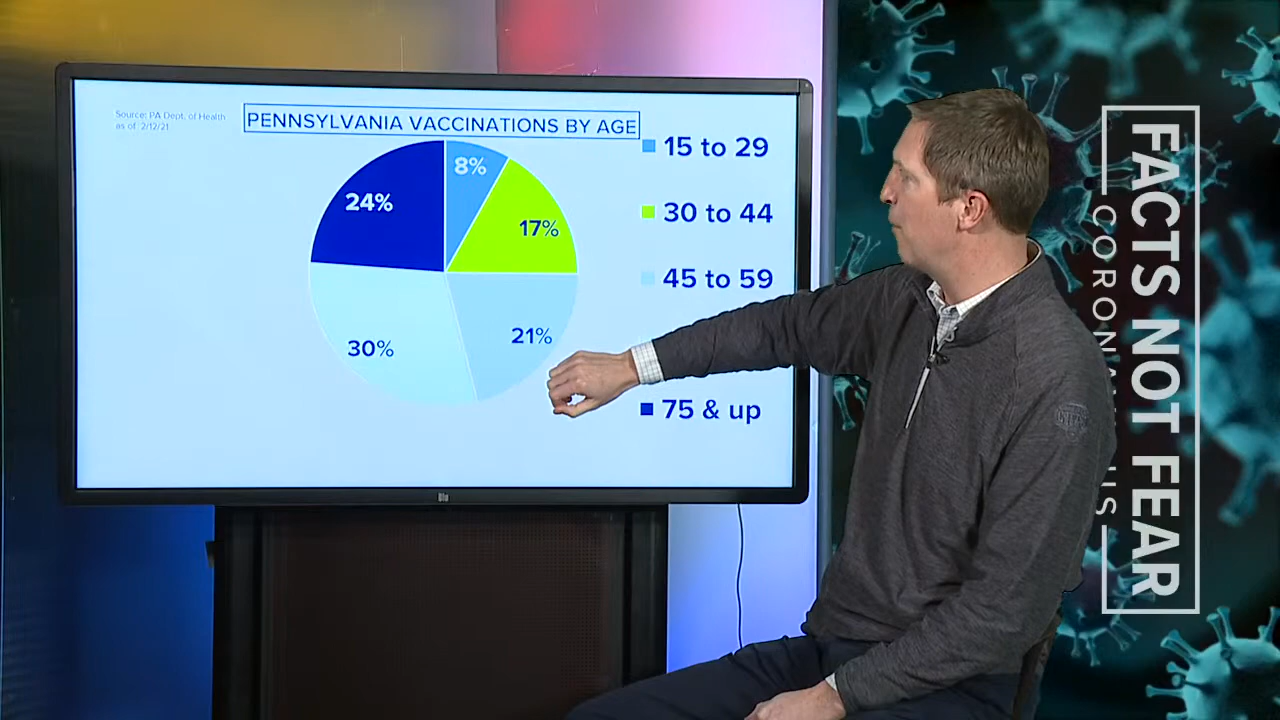 Source: PA Dept. of Health
as of 2/12/21
PENNSYLVANIA VACCINATIONS BY AGE
8%
17%
21%
30%
24%
15 to 29
30 to 44
45 to 59
75 & up
elo
FACTS NOT FEAR